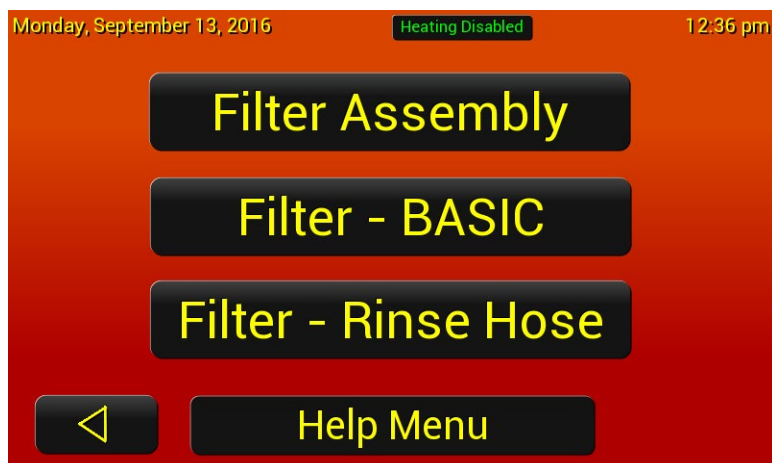 Monday, September 13, 2016 Heating Disabled 12:36 pm
Filter Assembly
Filter - BASIC
Filter - Rinse Hose
Help Menu